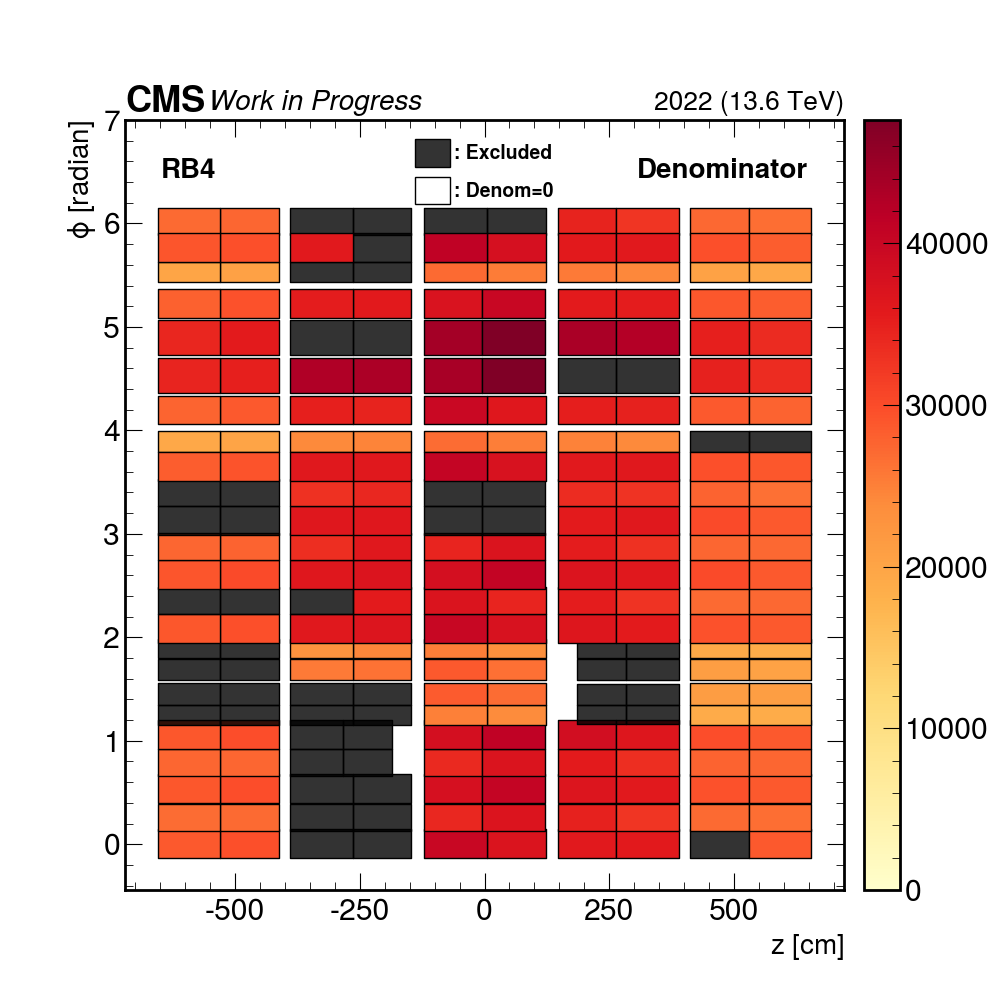 CMS Work in Progress 2022 (13.6 TeV)
RB4
: Excluded
: Denom=0
Denominator
ϕ [radian]
7
6
5
4
3
2
1
0
-500 -250 0 250 500
z [cm]
40000
30000
20000
10000
0